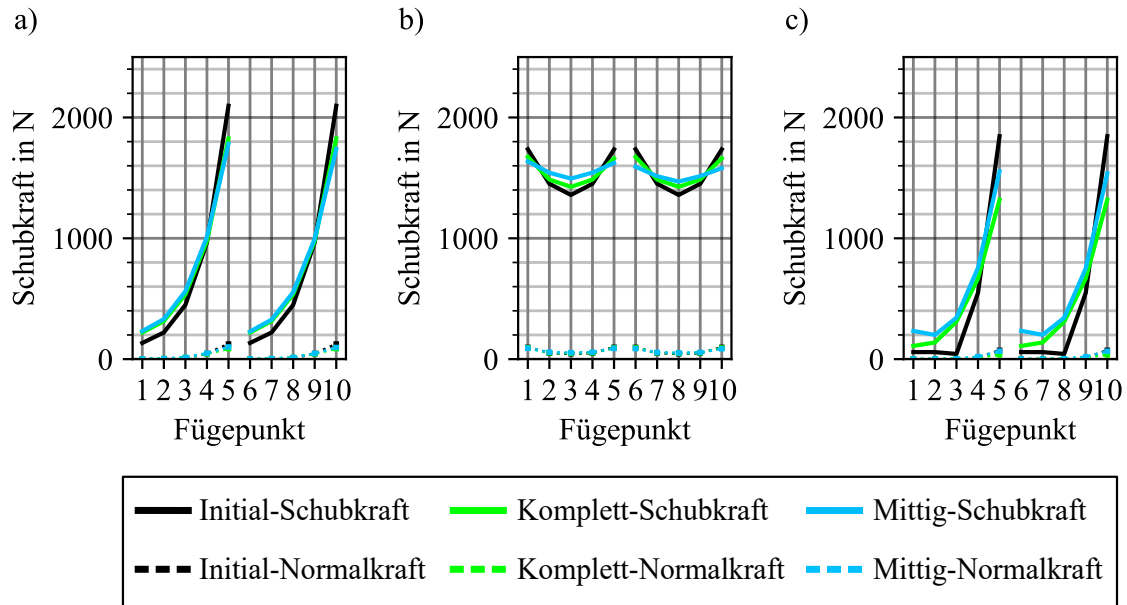 a)
b)
c)
Schubkraft in N
2000
1000
0
1 2 3 4 5 6 7 8 9 10
Fügepunkt
Schubkraft in N
2000
1000
0
1 2 3 4 5 6 7 8 9 10
Fügepunkt
Schubkraft in N
2000
1000
0
1 2 3 4 5 6 7 8 9 10
Fügepunkt
Initial-Schubkraft
Komplett-Schubkraft
Mittig-Schubkraft
Initial-Normalkraft
Komplett-Normalkraft
Mittig-Normalkraft